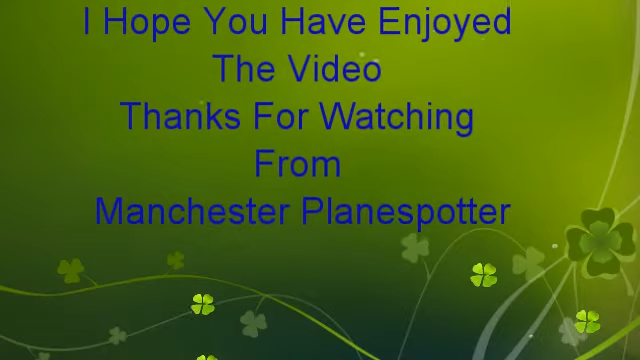 I Hope You Have Enjoyed
The Video
Thanks For Watching
From
Manchester Planespotter